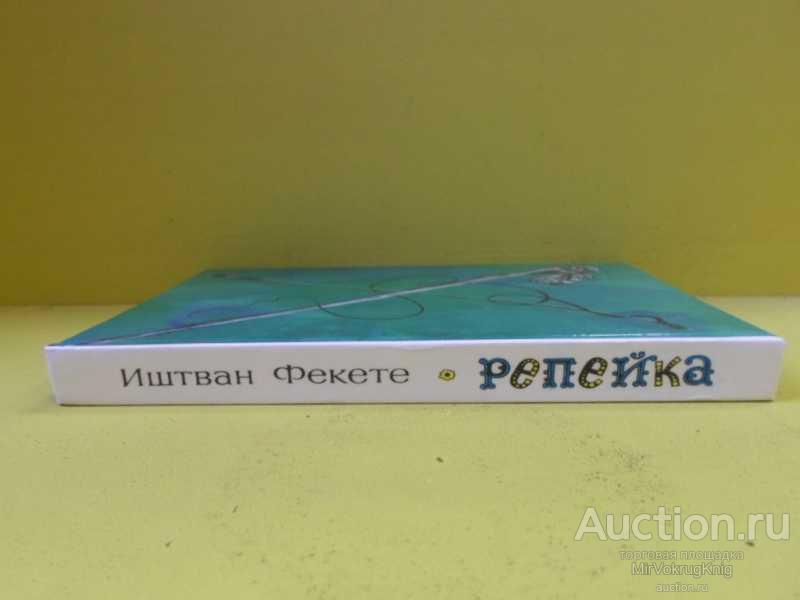 Иштван Фекете • Репейка
Auction.ru
торговая площадка
MirVokrugKnig
auction.ru